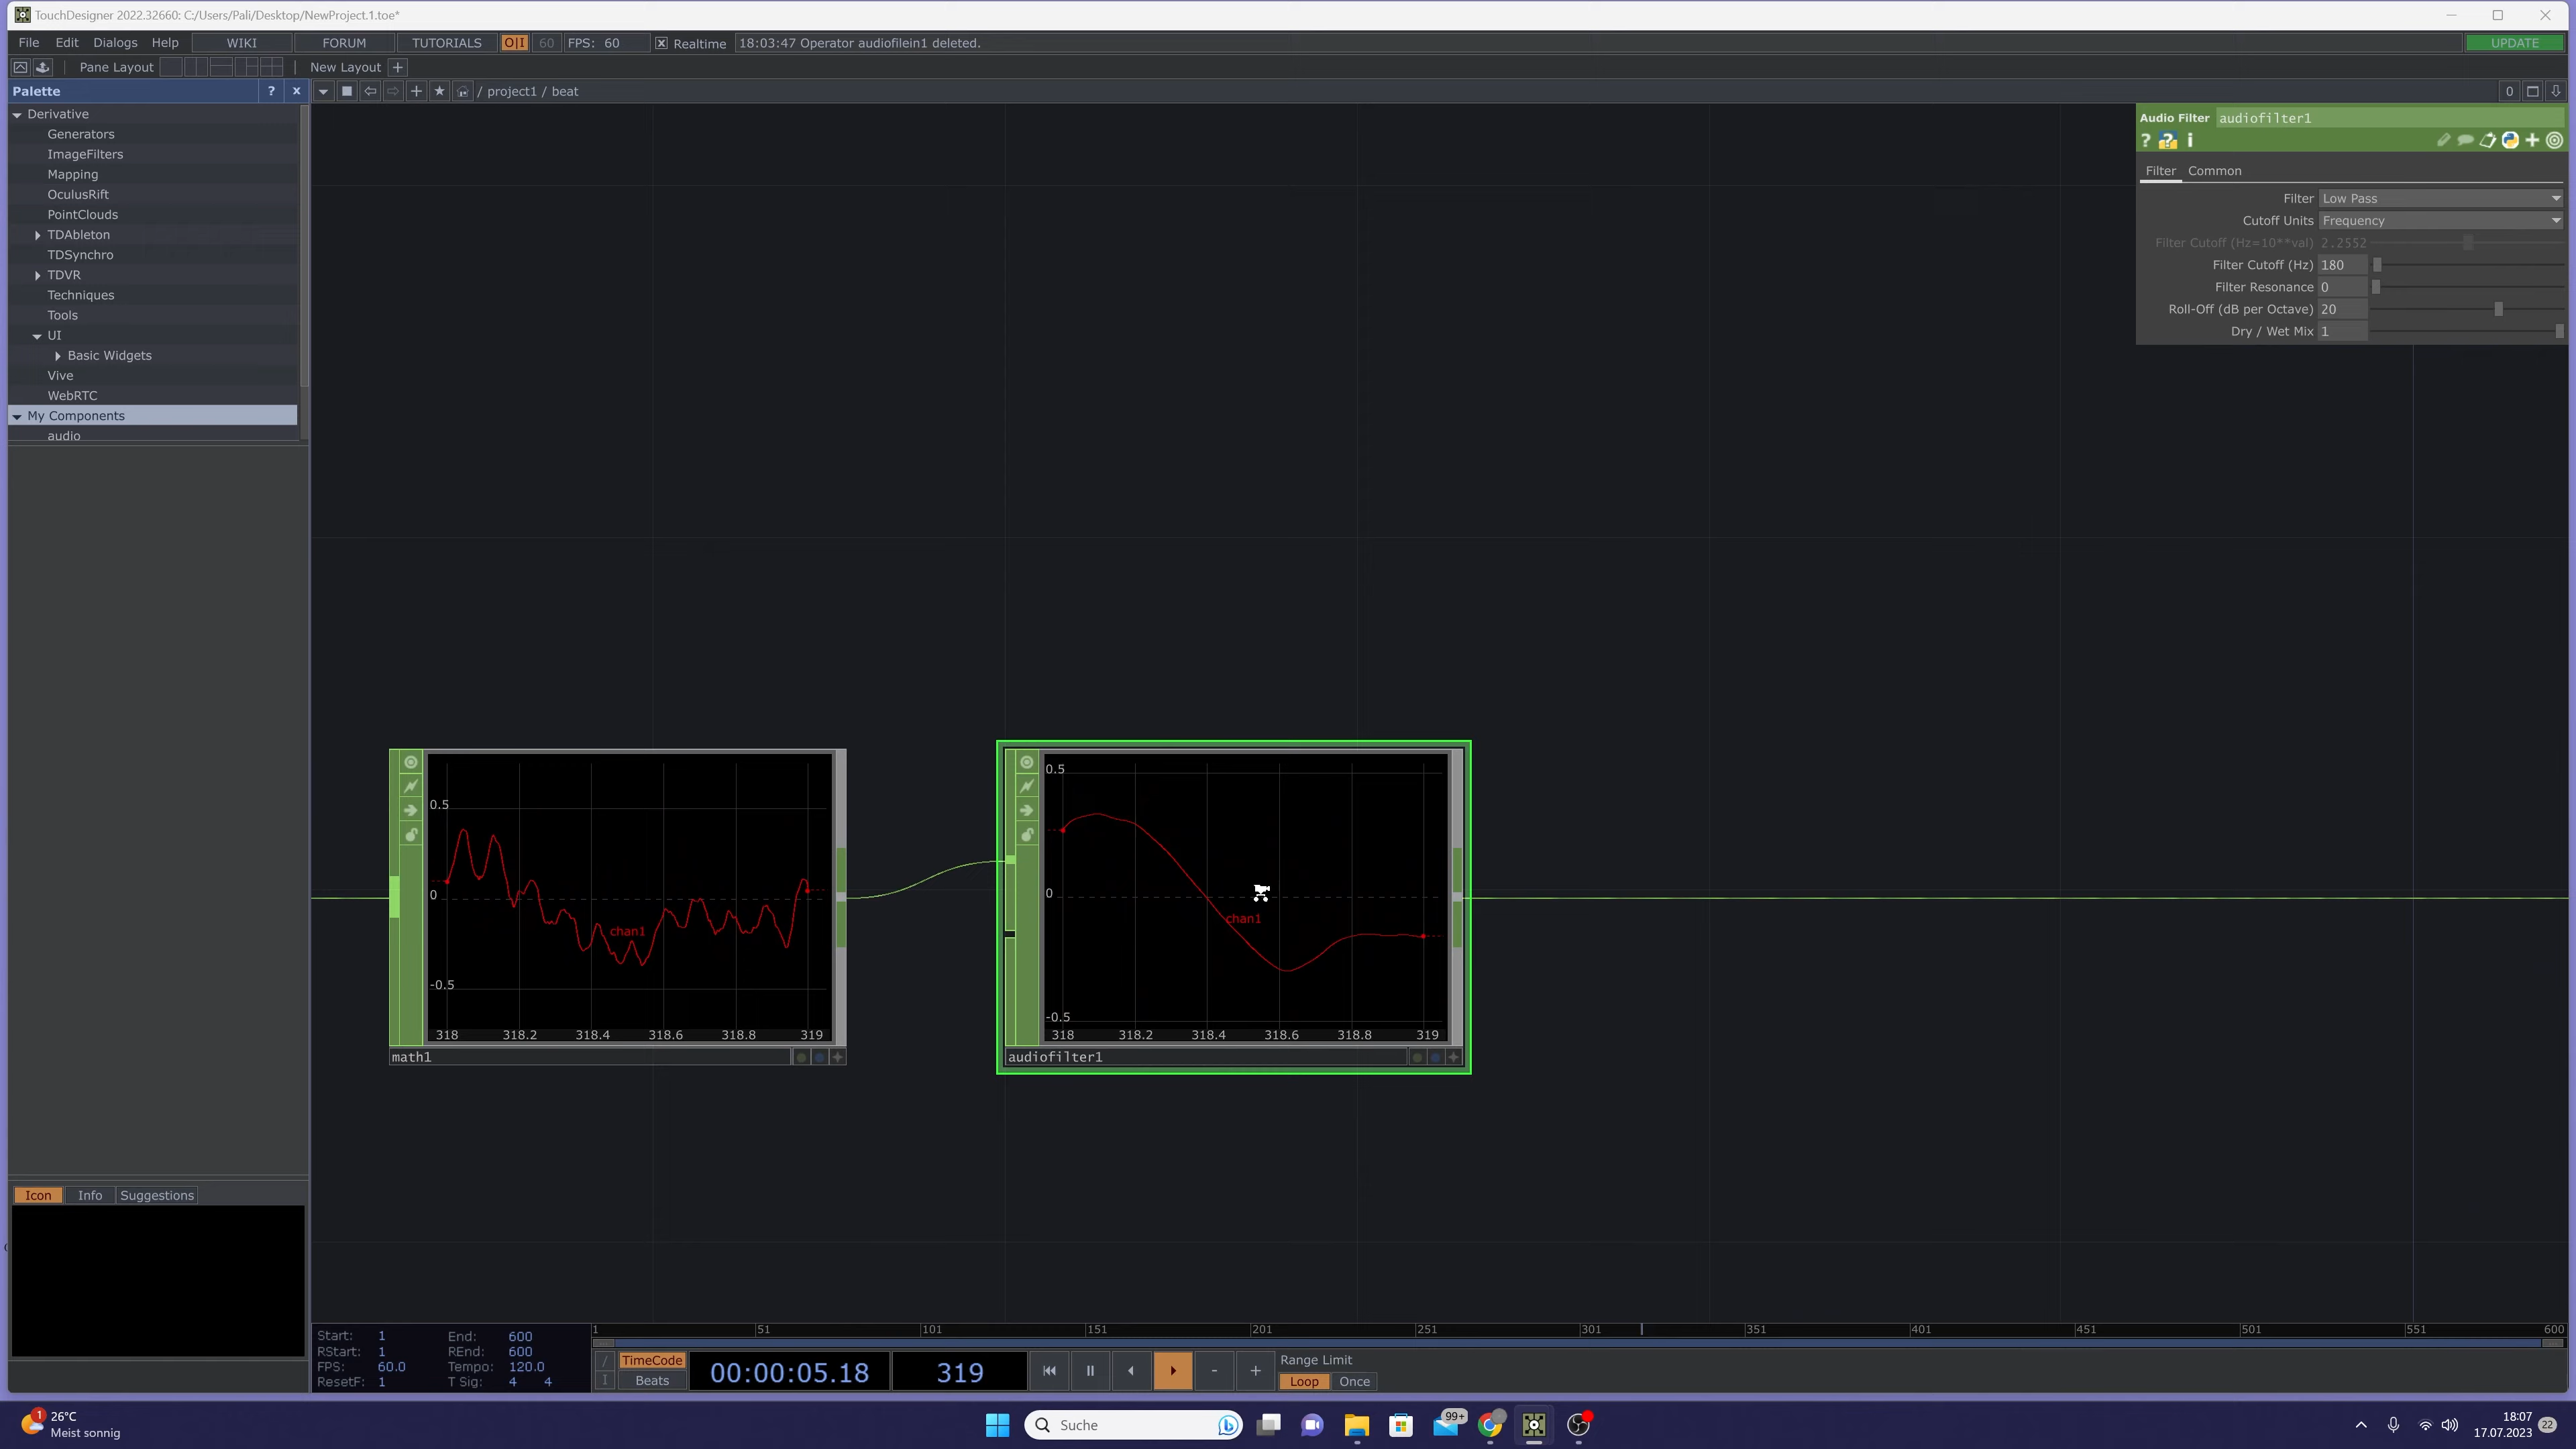 TouchDesigner 2022.32660: C:/Users/Pali/Desktop/NewProject.1.toe*
File Edit Dialogs Help WIKI FORUM TUTORIALS O|I 60 FPS: 60 Realtime 18:03:47 Operator audiofilein1 deleted. UPDATE
Pane Layout New Layout +
Palette ? x / project1 / beat 0
Derivative
Generators
ImageFilters
Mapping
OculusRift
PointClouds
TDAbleton
TDSynchro
TDVR
Techniques
Tools
UI
Basic Widgets
Vive
WebRTC
My Components
audio
Audio Filter audiofilter1
? ? i
Filter Common
Filter Low Pass
Cutoff Units Frequency
Filter Cutoff (Hz=10**val) 2.2552
Filter Cutoff (Hz) 180
Filter Resonance 0
Roll-Off (dB per Octave) 20
Dry / Wet Mix 1
0.5
0
chan1
-0.5
318 318.2 318.4 318.6 318.8 319
math1
0.5
0
chan1
-0.5
318 318.2 318.4 318.6 318.8 319
audiofilter1
Icon Info Suggestions
1 51 101 151 201 251 301 351 401 451 501 551 600
Start: 1 End: 600
RStart: 1 REnd: 600
FPS: 60.0 Tempo: 120.0
ResetF: 1 T Sig: 4 4
TimeCode
Beats
00:00:05.18 319
- +
Range Limit
Loop Once
1 26°C
Meist sonnig
Suche
99+
18:07
17.07.2023
22